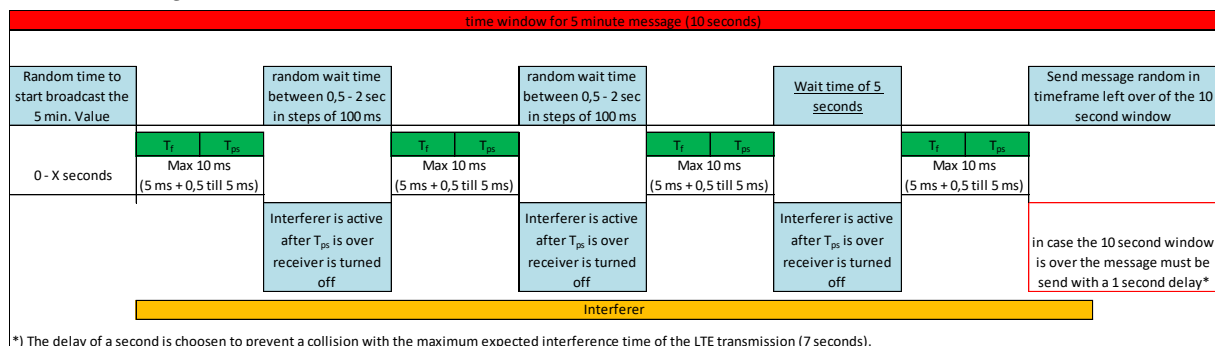 time window for 5 minute message (10 seconds)
Random time to
start broadcast the
5 min. Value
random wait time
between 0,5 - 2 sec
in steps of 100 ms
random wait time
between 0,5 - 2 sec
in steps of 100 ms
Wait time of 5
seconds
Send message random in
timeframe left over of the 10
second window
Tf Tps
Tf Tps
Tf Tps
Tf Tps
0 - X seconds
Max 10 ms
(5 ms + 0,5 till 5 ms)
Max 10 ms
(5 ms + 0,5 till 5 ms)
Max 10 ms
(5 ms + 0,5 till 5 ms)
Max 10 ms
(5 ms + 0,5 till 5 ms)
Interferer is active
after Tps is over
receiver is turned
off
Interferer is active
after Tps is over
receiver is turned
off
Interferer is active
after Tps is over
receiver is turned
off
in case the 10 second window
is over the message must be
send with a 1 second delay*
Interferer
*) The delay of a second is choosen to prevent a collision with the maximum expected interference time of the LTE transmission (7 seconds).